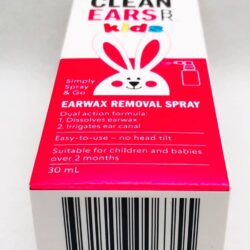 CLEAN
EARS
kids
Simply
Spray
& Go
EARWAX REMOVAL SPRAY
Dual action formula:
1. Dissolves earwax
2. Irrigates ear canal
Easy-to-use – no head tilt
Suitable for children and babies
over 2 months
30 mL